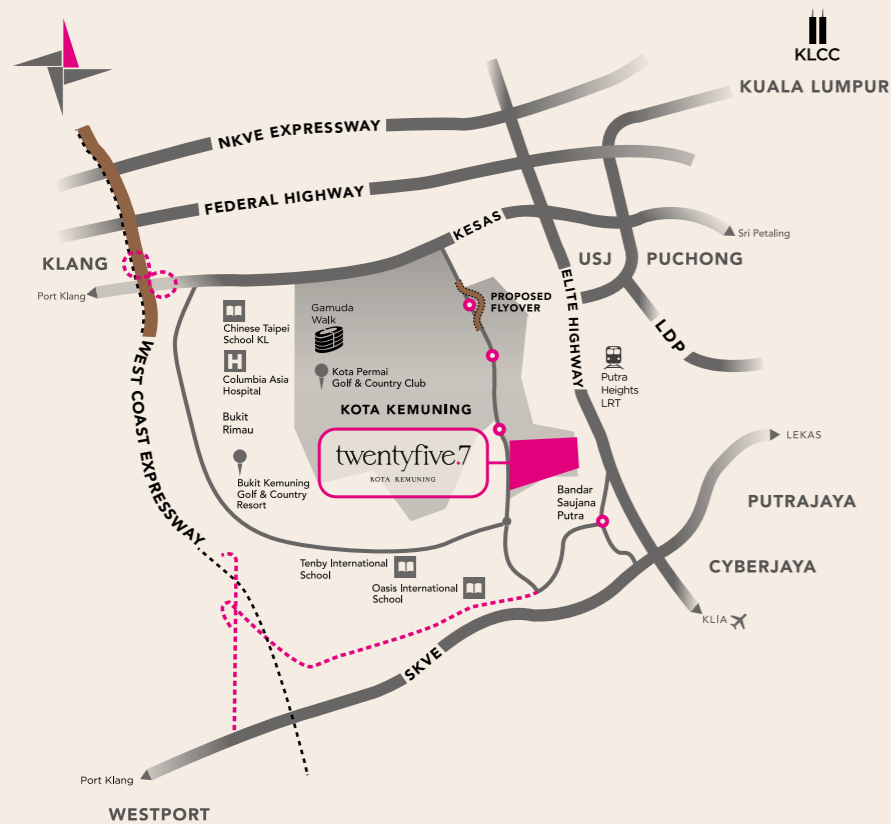 KLCC
KUALA LUMPUR
NKVE EXPRESSWAY
FEDERAL HIGHWAY
KESAS
Sri Petaling
KLANG
USJ
PUCHONG
Port Klang
PROPOSED
FLYOVER
ELITE HIGHWAY
LDP
Chinese Taipei
School KL
Gamuda
Walk
WEST COAST EXPRESSWAY
H
Columbia Asia
Hospital
Kota Permai
Golf & Country Club
Putra
Heights
LRT
Bukit
Rimau
KOTA KEMUNING
LEKAS
twentyfive.7
KOTA KEMUNING
Bukit Kemuning
Golf & Country
Resort
Bandar
Saujana
Putra
PUTRAJAYA
Tenby International
School
CYBERJAYA
Oasis International
School
KLIA
SKVE
Port Klang
WESTPORT